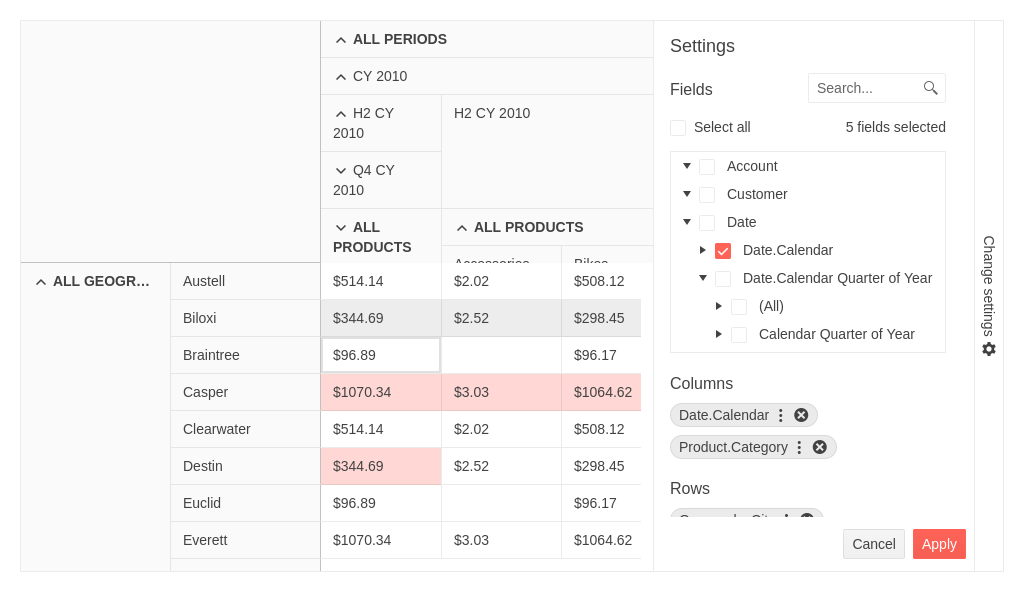 ALL PERIODS
CY 2010
H2 CY
2010
H2 CY 2010
Q4 CY
2010
ALL
PRODUCTS
ALL PRODUCTS
Accessories
Bikes
ALL GEOGR...
Austell $514.14 $2.02 $508.12
Biloxi $344.69 $2.52 $298.45
Braintree $96.89 $96.17
Casper $1070.34 $3.03 $1064.62
Clearwater $514.14 $2.02 $508.12
Destin $344.69 $2.52 $298.45
Euclid $96.89 $96.17
Everett $1070.34 $3.03 $1064.62
Settings
Fields
Search...
Select all
5 fields selected
Account
Customer
Date
Date.Calendar
Date.Calendar Quarter of Year
(All)
Calendar Quarter of Year
Columns
Date.Calendar
Product.Category
Rows
Cancel
Apply
Change settings